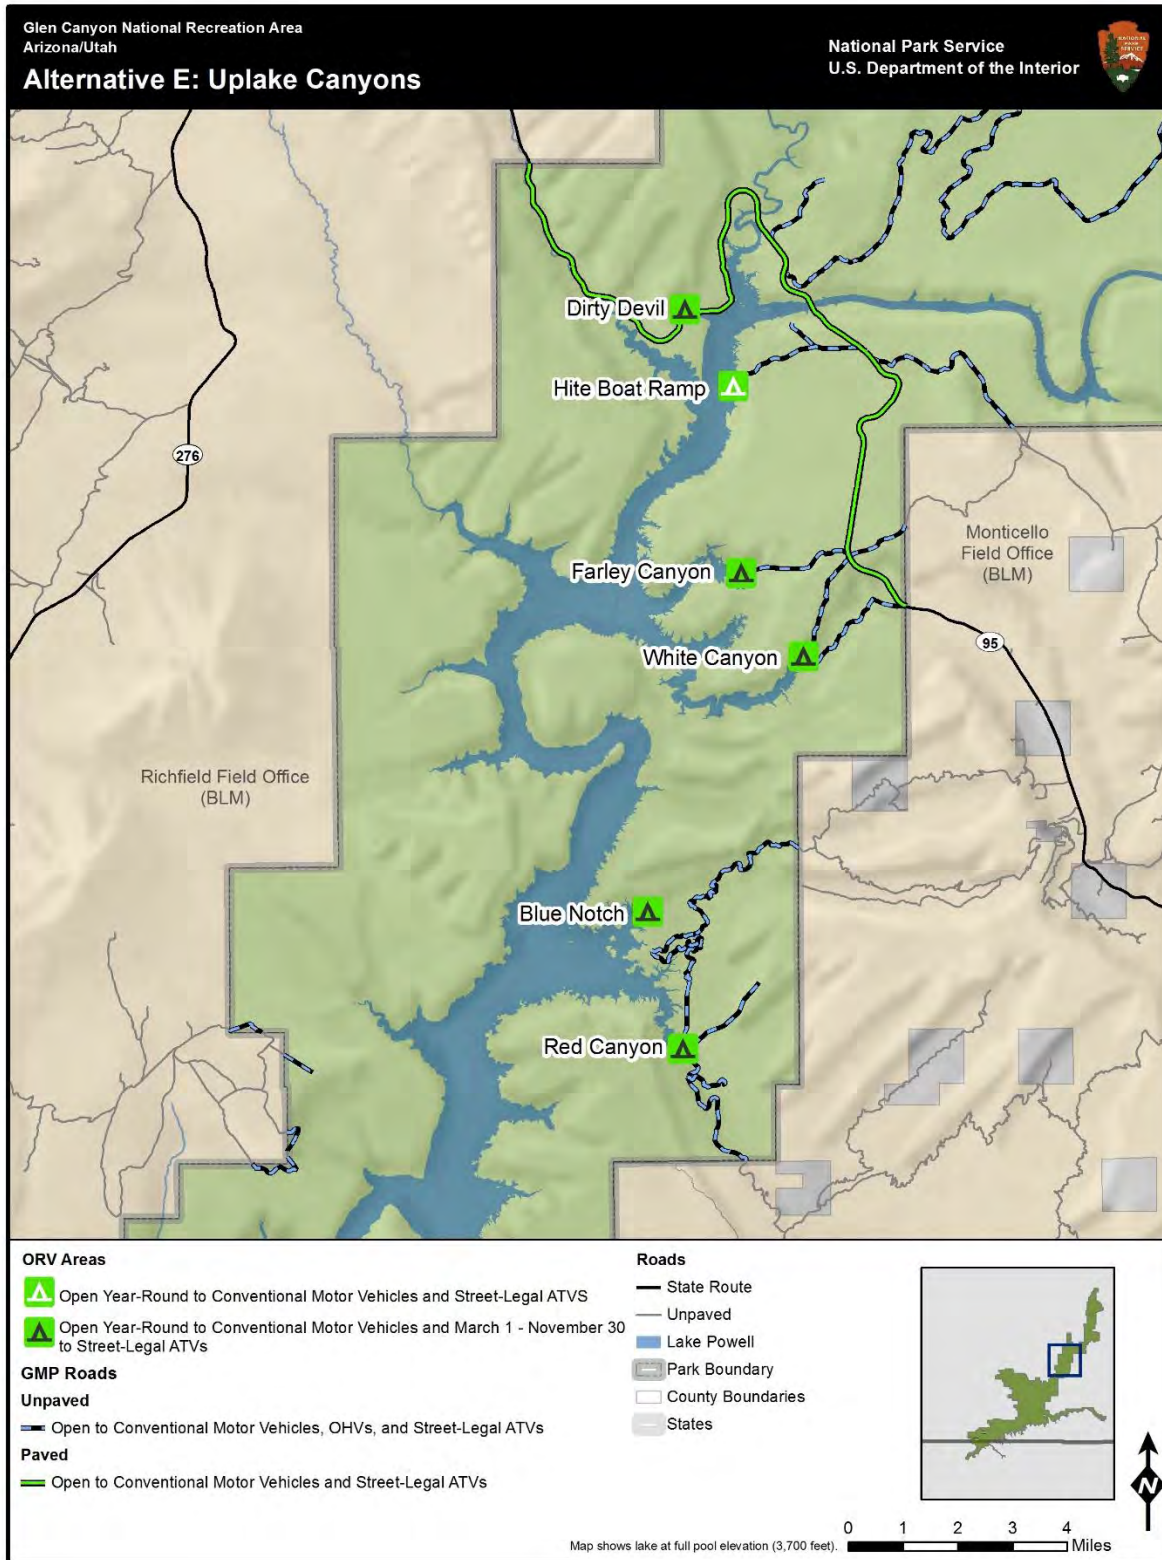 Glen Canyon National Recreation Area
Arizona/Utah
Alternative E: Uplake Canyons
National Park Service
U.S. Department of the Interior
NATIONAL
PARK
SERVICE
Dirty Devil
Hite Boat Ramp
276
Monticello
Field Office
(BLM)
Farley Canyon
95
White Canyon
Richfield Field Office
(BLM)
Blue Notch
Red Canyon
ORV Areas
Open Year-Round to Conventional Motor Vehicles and Street-Legal ATVS
Open Year-Round to Conventional Motor Vehicles and March 1 - November 30
to Street-Legal ATVs
GMP Roads
Unpaved
Open to Conventional Motor Vehicles, OHVs, and Street-Legal ATVs
Paved
Open to Conventional Motor Vehicles and Street-Legal ATVs
Roads
State Route
Unpaved
Lake Powell
Park Boundary
County Boundaries
States
N
Map shows lake at full pool elevation (3,700 feet).
0 1 2 3 4
Miles